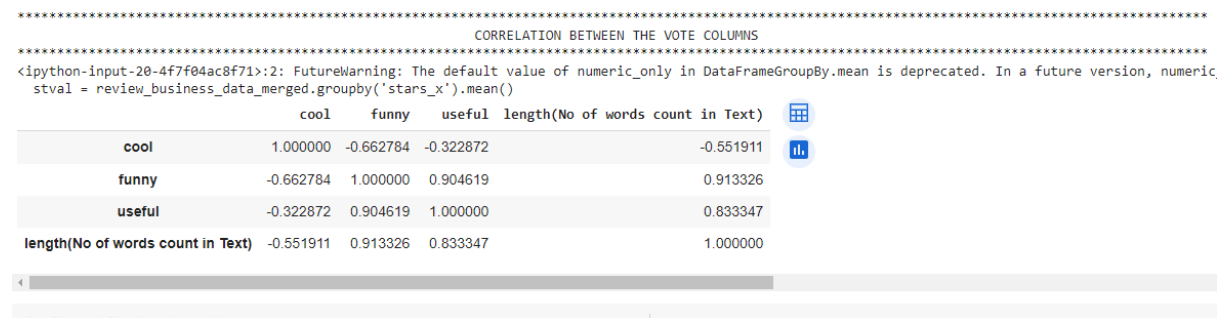 ************************************************************************************************************************************************
CORRELATION BETWEEN THE VOTE COLUMNS
************************************************************************************************************************************************
<ipython-input-20-4f7f04ac8f71>:2: FutureWarning: The default value of numeric_only in DataFrameGroupBy.mean is deprecated. In a future version, numeric_
stval = review_business_data_merged.groupby('stars_x').mean()
cool funny useful length(No of words count in Text)
cool 1.000000 -0.662784 -0.322872 -0.551911
funny -0.662784 1.000000 0.904619 0.913326
useful -0.322872 0.904619 1.000000 0.833347
length(No of words count in Text) -0.551911 0.913326 0.833347 1.000000